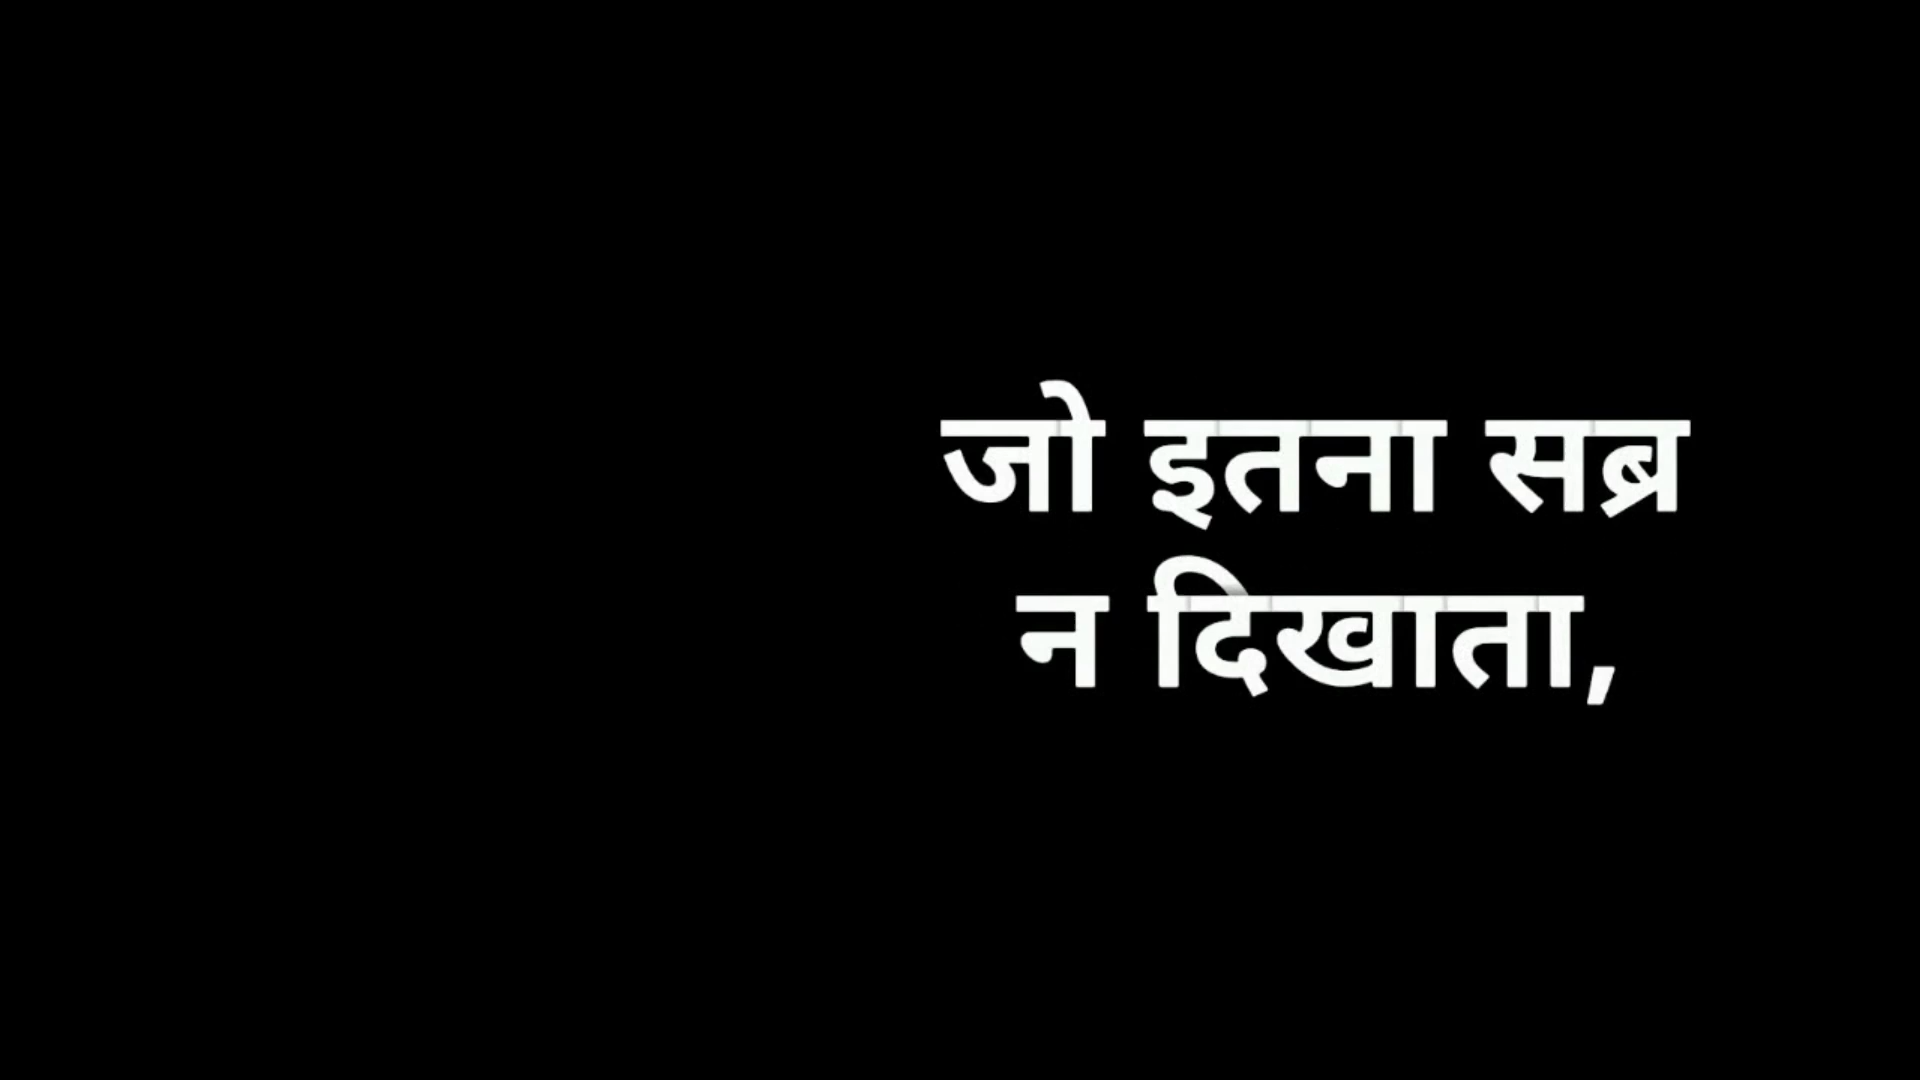 जो इतना सब्र
न दिखाता,